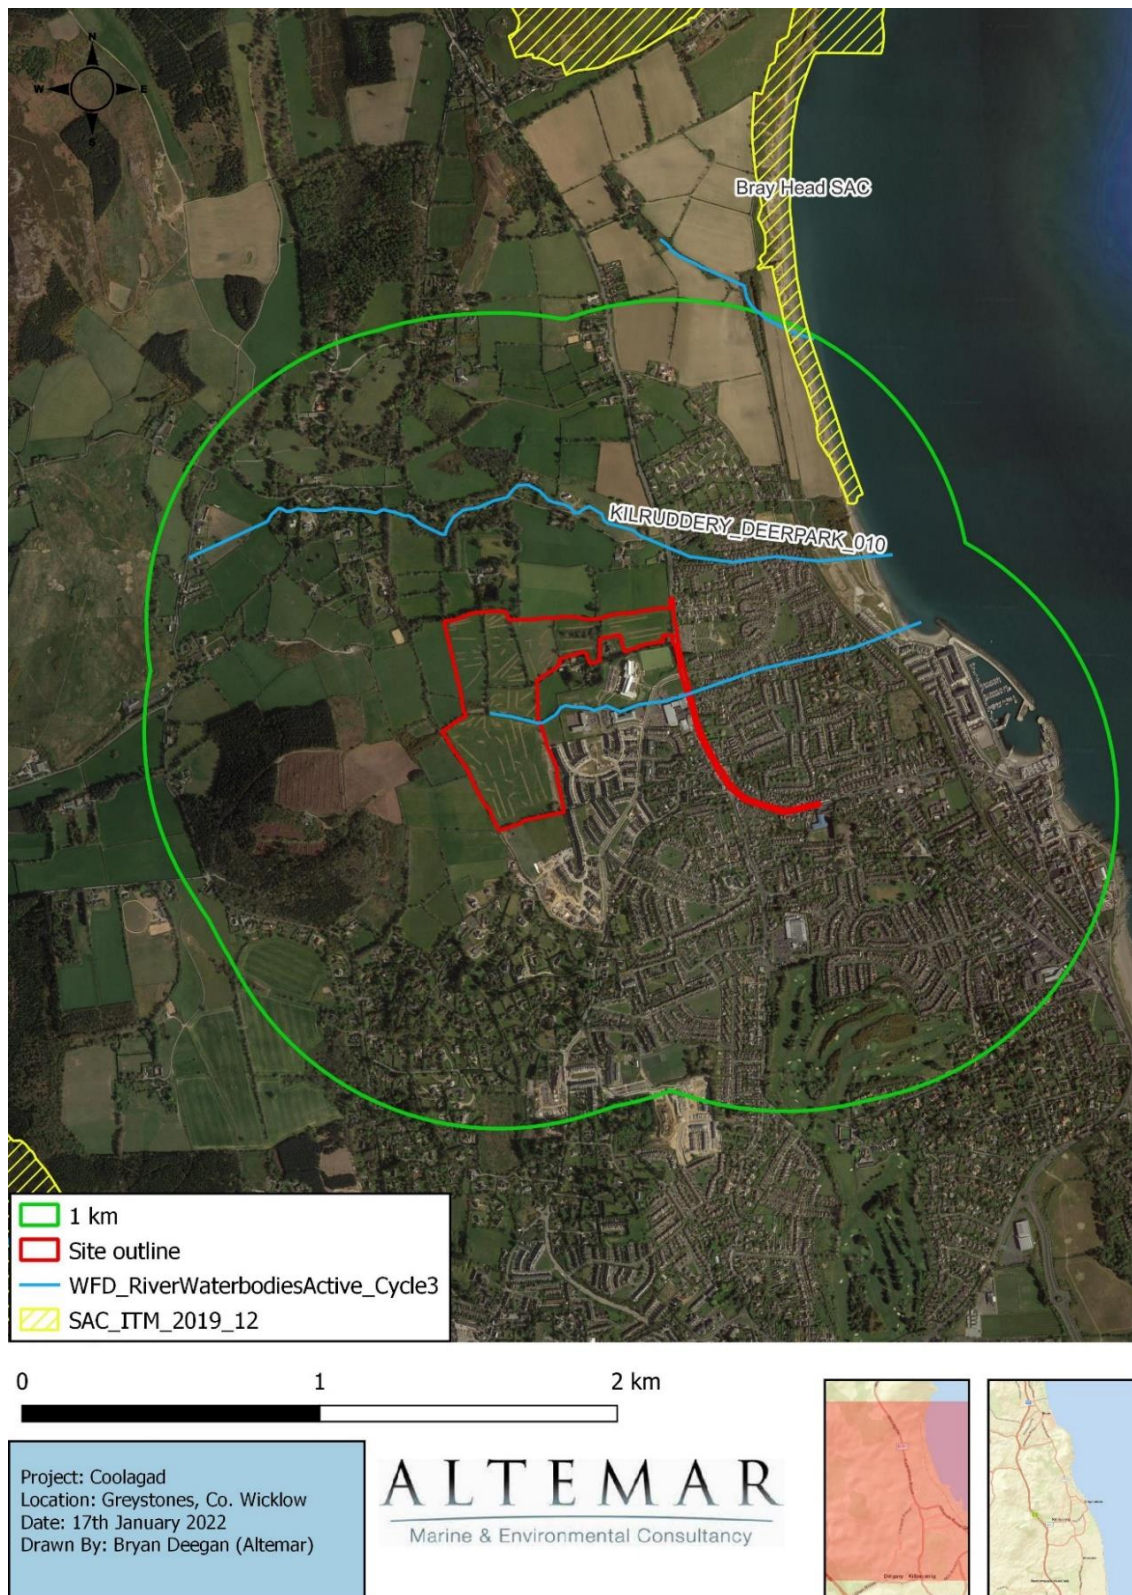 N
W
E
S
Bray Head SAC
KILRUDDERY_DEERPARK_010
1 km
Site outline
WFD_RiverWaterbodiesActive_Cycle3
SAC_ITM_2019_12
0 1 2 km
Project: Coolagad
Location: Greystones, Co. Wicklow
Date: 17th January 2022
Drawn By: Bryan Deegan (Altemar)
ALTEMAR
Marine & Environmental Consultancy